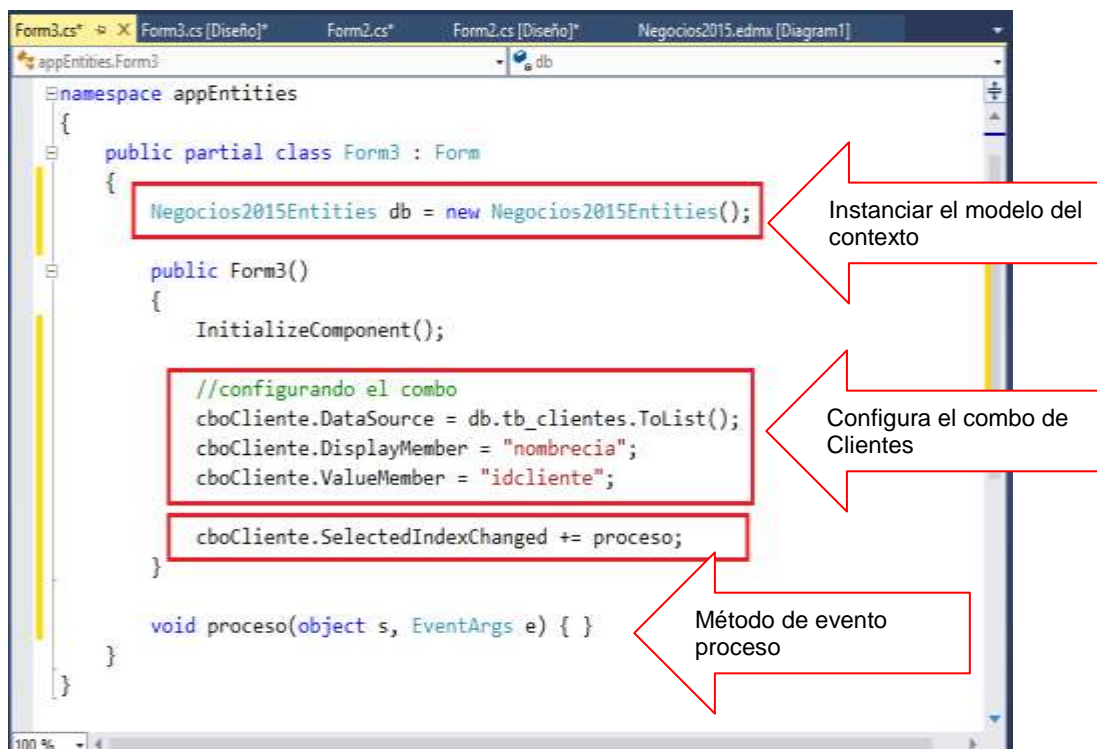 Form3.cs* Form3.cs [Diseño]* Form2.cs* Form2.cs [Diseño]* Negocios2015.edmx [Diagram1]
appEntities.Form3 db
namespace appEntities
{
public partial class Form3 : Form
{
Negocios2015Entities db = new Negocios2015Entities();
Instanciar el modelo del
contexto
public Form3()
{
InitializeComponent();
//configurando el combo
cboCliente.DataSource = db.tb_clientes.ToList();
cboCliente.DisplayMember = "nombrecia";
cboCliente.ValueMember = "idcliente";
Configura el combo de
Clientes
cboCliente.SelectedIndexChanged += proceso;
}
void proceso(object s, EventArgs e) { }
Método de evento
proceso
}
}
100 %